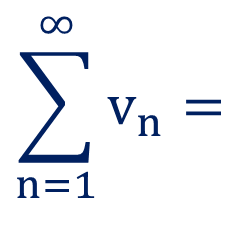 ∞
∑ vₙ =
n=1